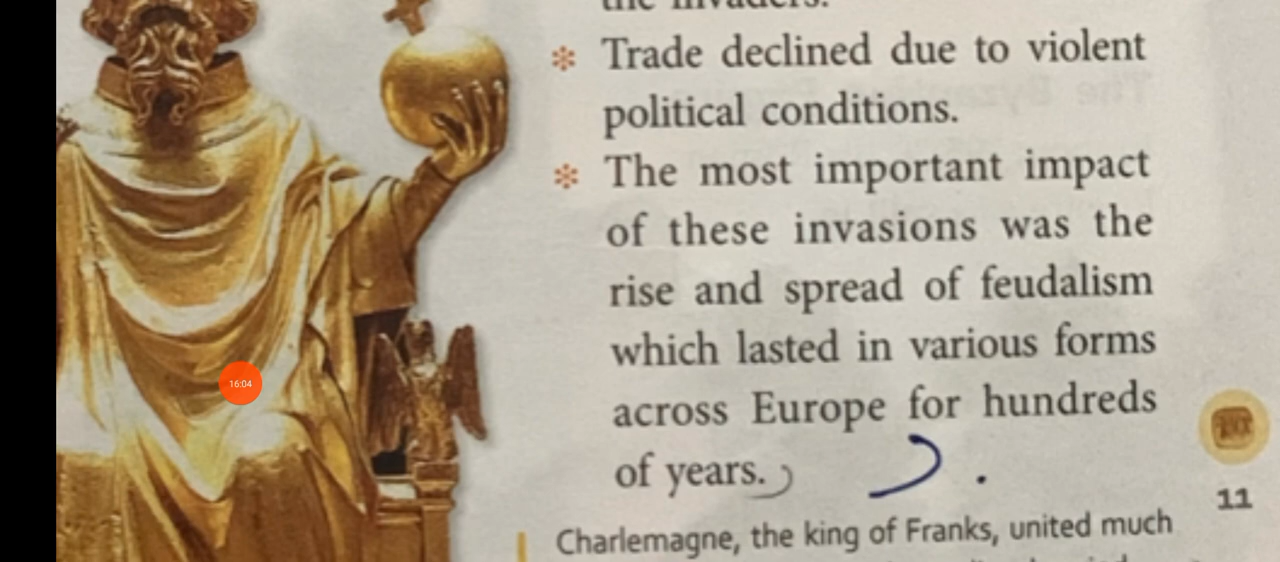 Trade declined due to violent
political conditions.
The most important impact
of these invasions was the
rise and spread of feudalism
which lasted in various forms
across Europe for hundreds
of years.
11
Charlemagne, the king of Franks, united much
16:04